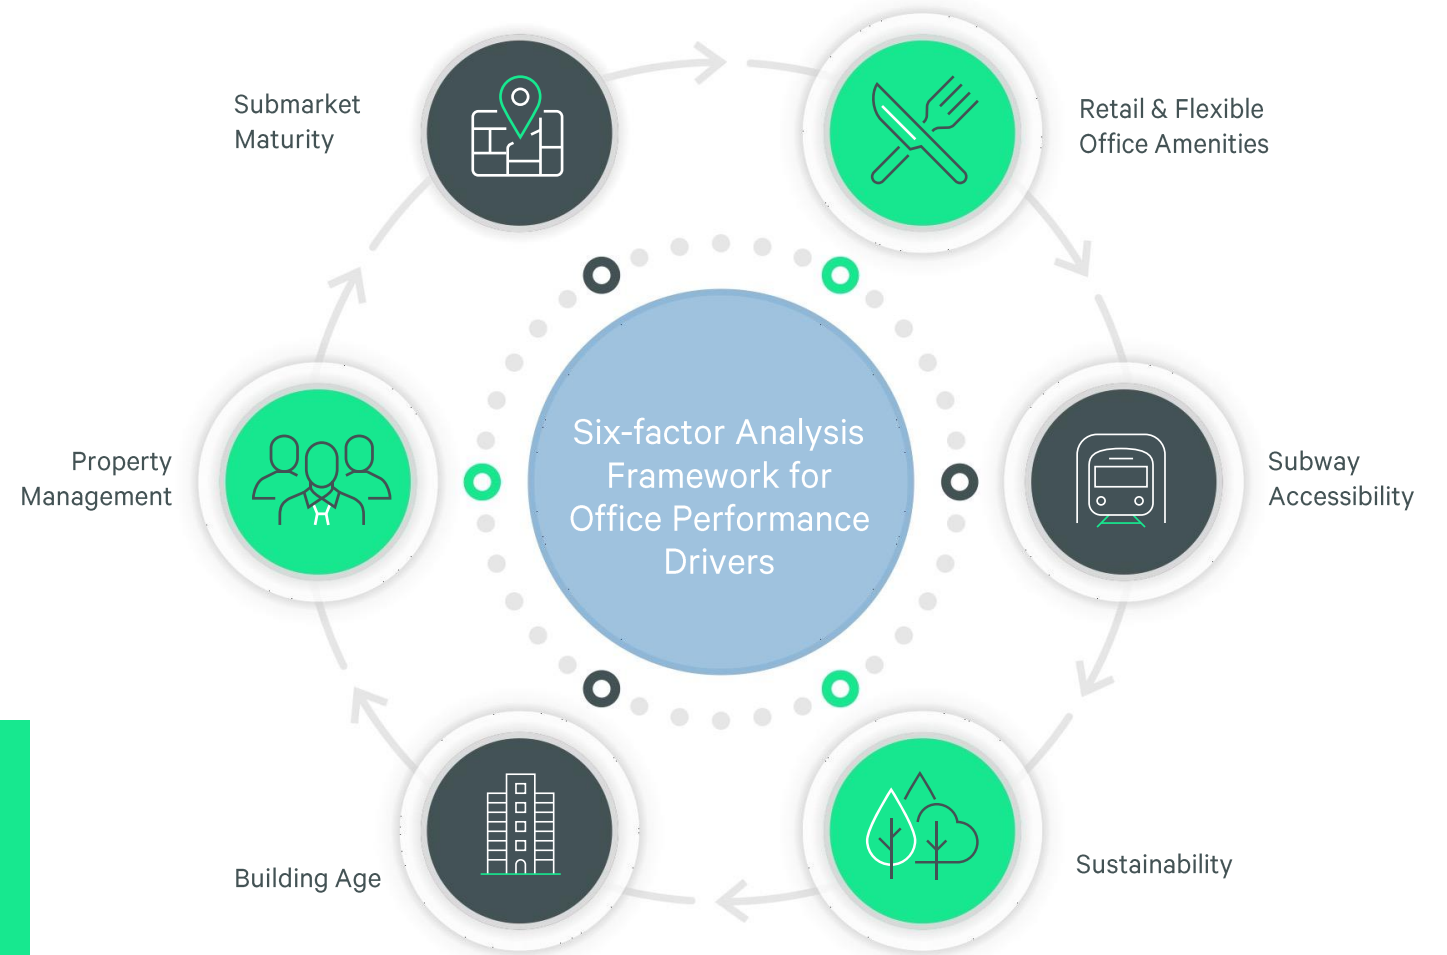 Submarket
Maturity
Retail & Flexible
Office Amenities
Property
Management
Six-factor Analysis
Framework for
Office Performance
Drivers
Subway
Accessibility
Building Age
Sustainability